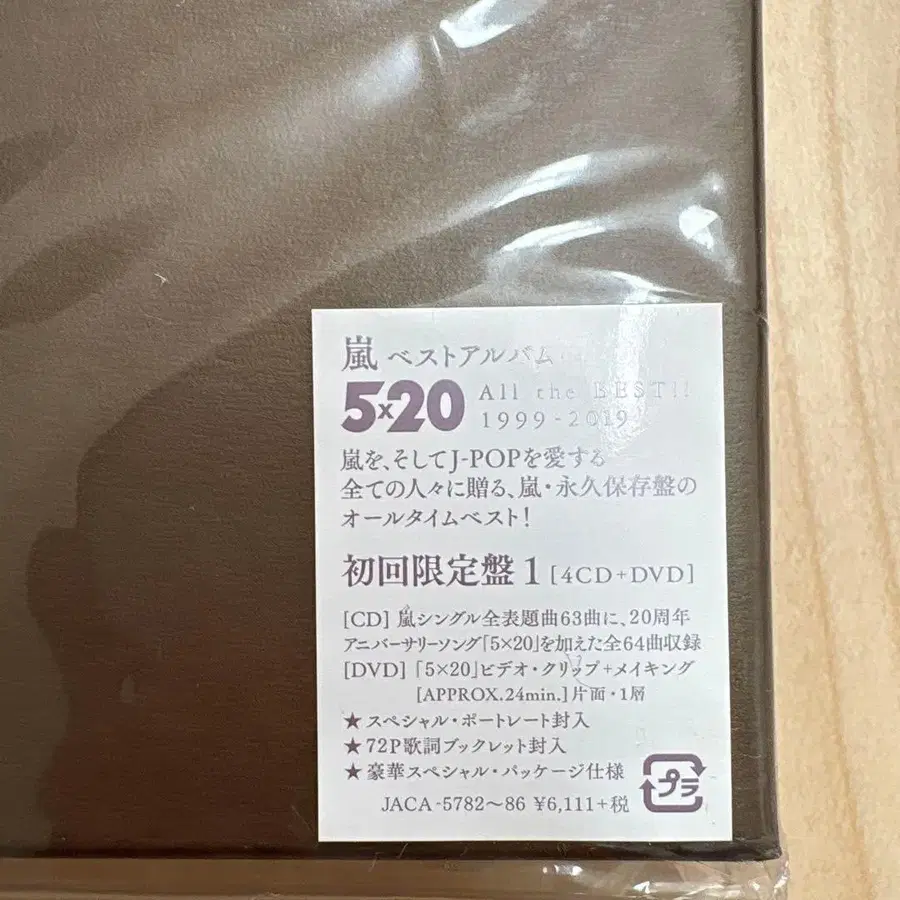 嵐 ベストアルバム
5×20 All the BEST!!
1999-2019
嵐を、そしてJ-POPを愛する
全ての人々に贈る、嵐・永久保存盤の
オールタイムベスト!
初回限定盤1 [4CD+DVD]
[CD] 嵐シングル全表題曲63曲に、20周年
アニバーサリーソング「5×20」を加えた全64曲収録
[DVD] 「5×20」ビデオ・クリップ+メイキング
[APPROX.24min.] 片面・1層
★ スペシャル・ポートレート封入
★ 72P歌詞ブックレット封入
★ 豪華スペシャル・パッケージ仕様
プラ
JACA-5782〜86 ¥6,111+税